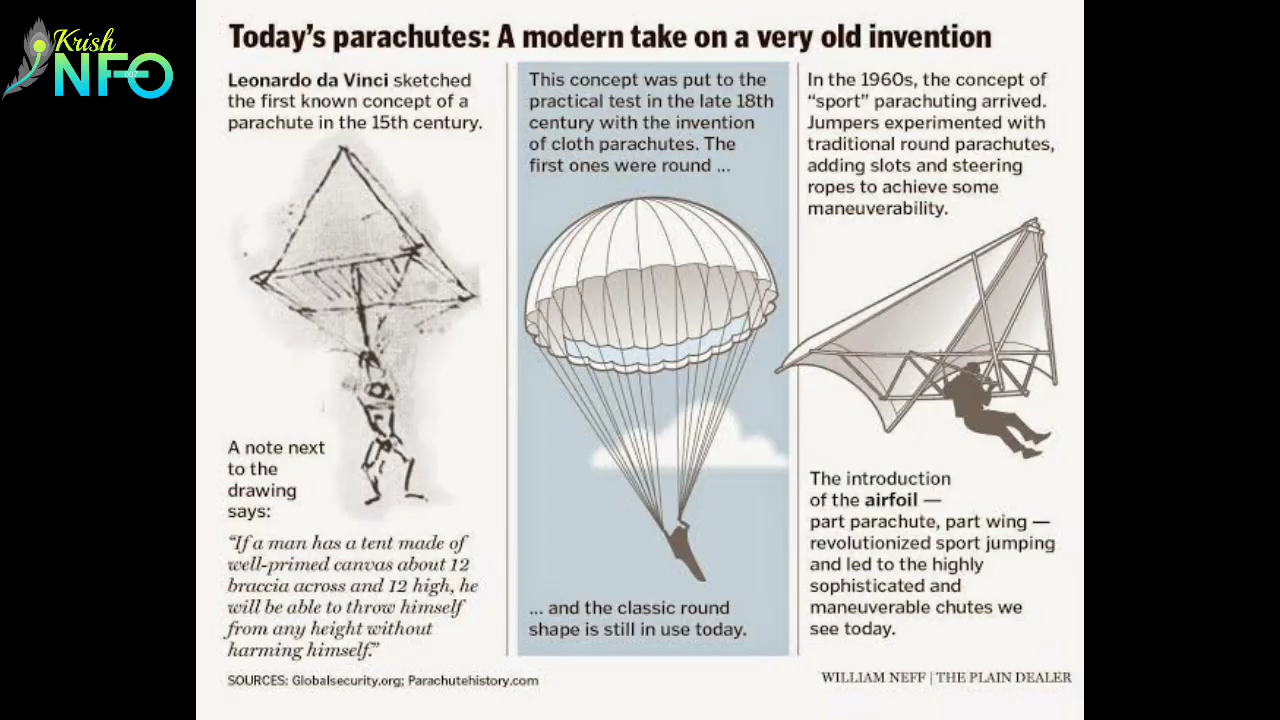 Krish
NFO
007
Today's parachutes: A modern take on a very old invention
Leonardo da Vinci sketched
the first known concept of a
parachute in the 15th century.
A note next
to the
drawing
says:
“If a man has a tent made of
well-primed canvas about 12
braccia across and 12 high, he
will be able to throw himself
from any height without
harming himself.”
This concept was put to the
practical test in the late 18th
century with the invention
of cloth parachutes. The
first ones were round ...
... and the classic round
shape is still in use today.
In the 1960s, the concept of
“sport” parachuting arrived.
Jumpers experimented with
traditional round parachutes,
adding slots and steering
ropes to achieve some
maneuverability.
The introduction
of the airfoil —
part parachute, part wing —
revolutionized sport jumping
and led to the highly
sophisticated and
maneuverable chutes we
see today.
SOURCES: Globalsecurity.org; Parachutehistory.com
WILLIAM NEFF | THE PLAIN DEALER